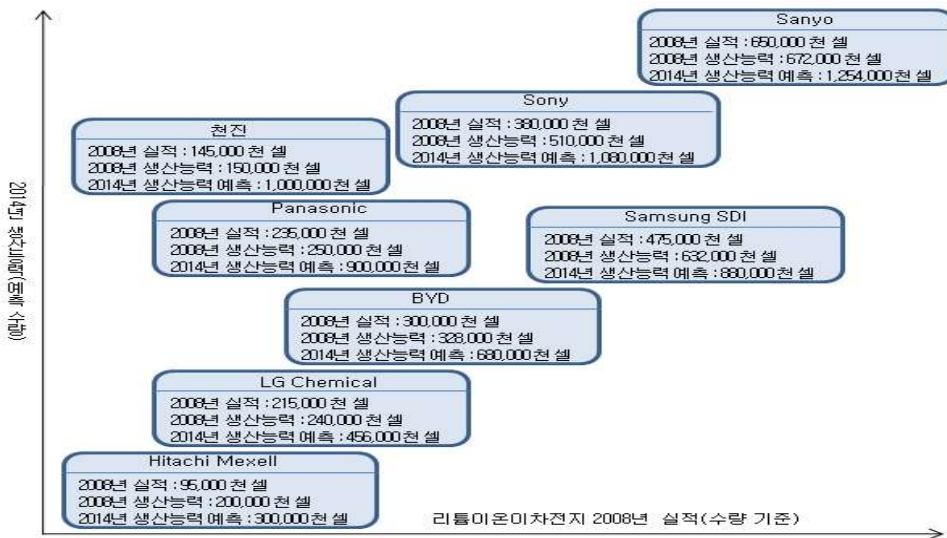 Sanyo
2008년 실적 : 650,000 천 셀
2008년 생산능력 : 672,000 천 셀
2014년 생산능력 예측 : 1,254,000 천 셀
Sony
2008년 실적 : 380,000 천 셀
2008년 생산능력 : 510,000 천 셀
2014년 생산능력 예측 : 1,080,000 천 셀
천진
2008년 실적 : 145,000 천 셀
2008년 생산능력 : 150,000 천 셀
2014년 생산능력 예측 : 1,000,000 천 셀
Panasonic
2008년 실적 : 235,000 천 셀
2008년 생산능력 : 250,000 천 셀
2014년 생산능력 예측 : 900,000 천 셀
Samsung SDI
2008년 실적 : 475,000 천 셀
2008년 생산능력 : 632,000 천 셀
2014년 생산능력 예측 : 880,000 천 셀
BYD
2008년 실적 : 300,000 천 셀
2008년 생산능력 : 328,000 천 셀
2014년 생산능력 예측 : 680,000 천 셀
LG Chemical
2008년 실적 : 215,000 천 셀
2008년 생산능력 : 240,000 천 셀
2014년 생산능력 예측 : 456,000 천 셀
Hitachi Mexell
2008년 실적 : 95,000 천 셀
2008년 생산능력 : 200,000 천 셀
2014년 생산능력 예측 : 300,000 천 셀
2014년 생산능력(예측 수량)
리튬이온이차전지 2008년 실적(수량 기준)